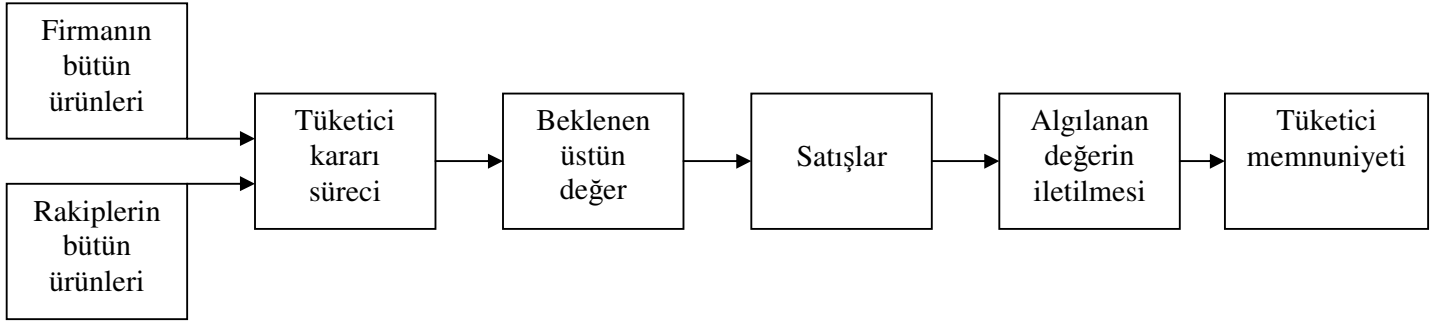 Firmanın
bütün
ürünleri
Rakiplerin
bütün
ürünleri
Tüketici
kararı
süreci
Beklenen
üstün
değer
Satışlar
Algılanan
değerin
iletilmesi
Tüketici
memnuniyeti